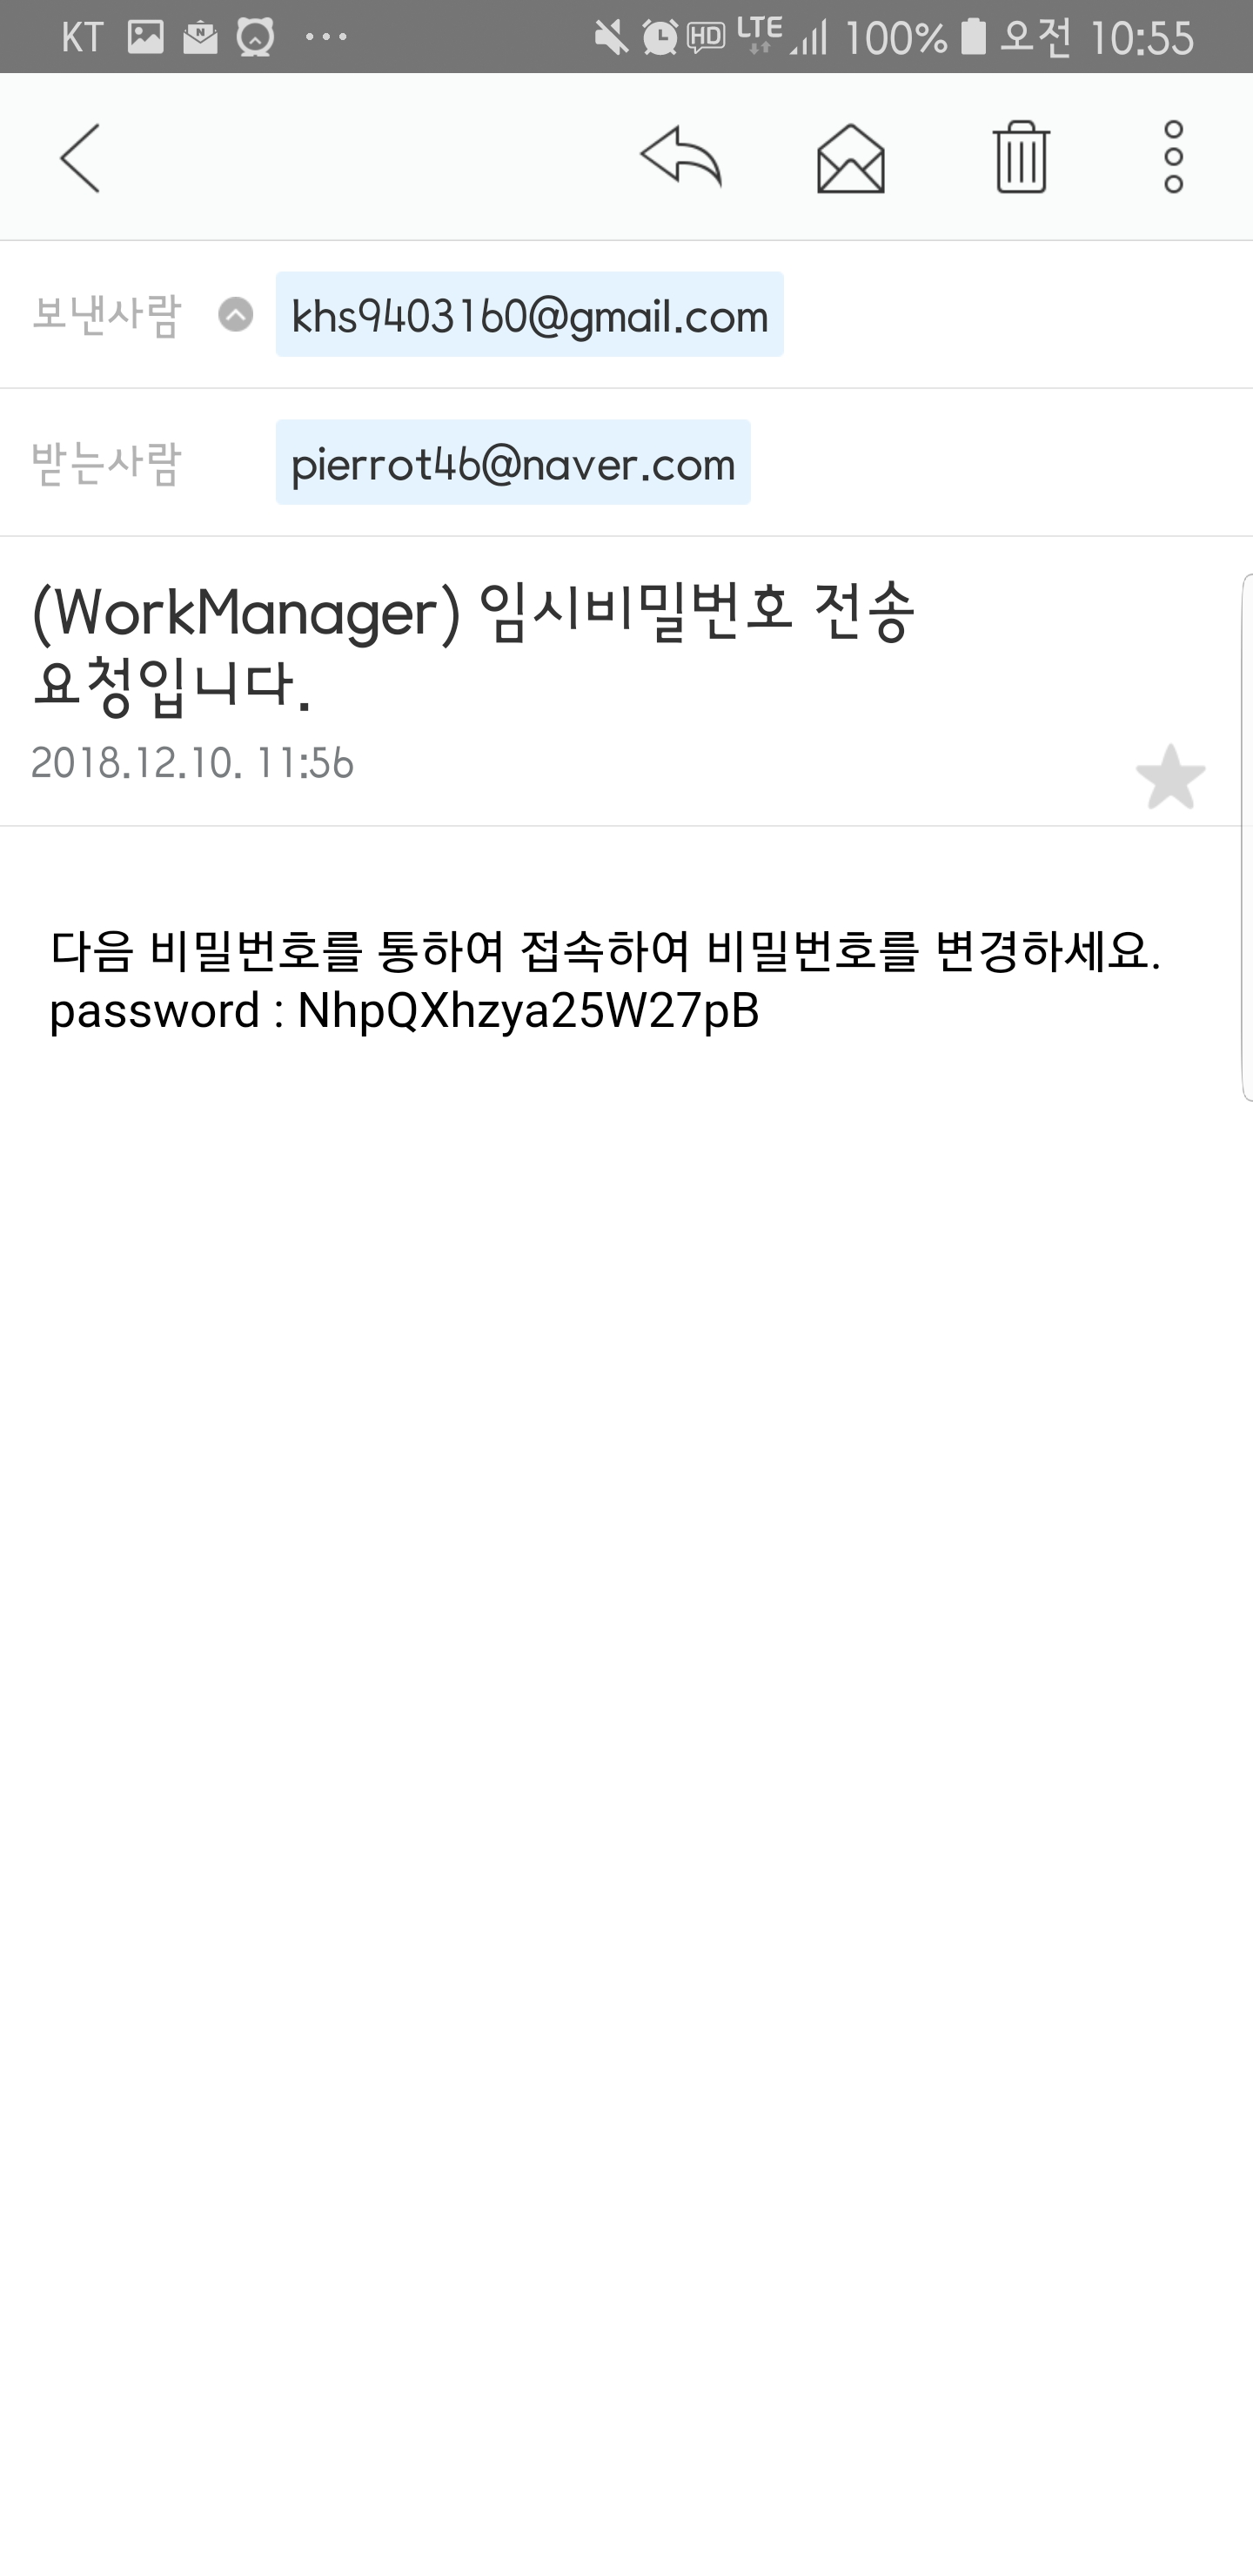 KT HD LTE 100% 오전 10:55
보낸사람 khs9403160@gmail.com
받는사람 pierrot46@naver.com
(WorkManager) 임시비밀번호 전송
요청입니다.
2018.12.10. 11:56
다음 비밀번호를 통하여 접속하여 비밀번호를 변경하세요.
password : NhpQXhzya25W27pB